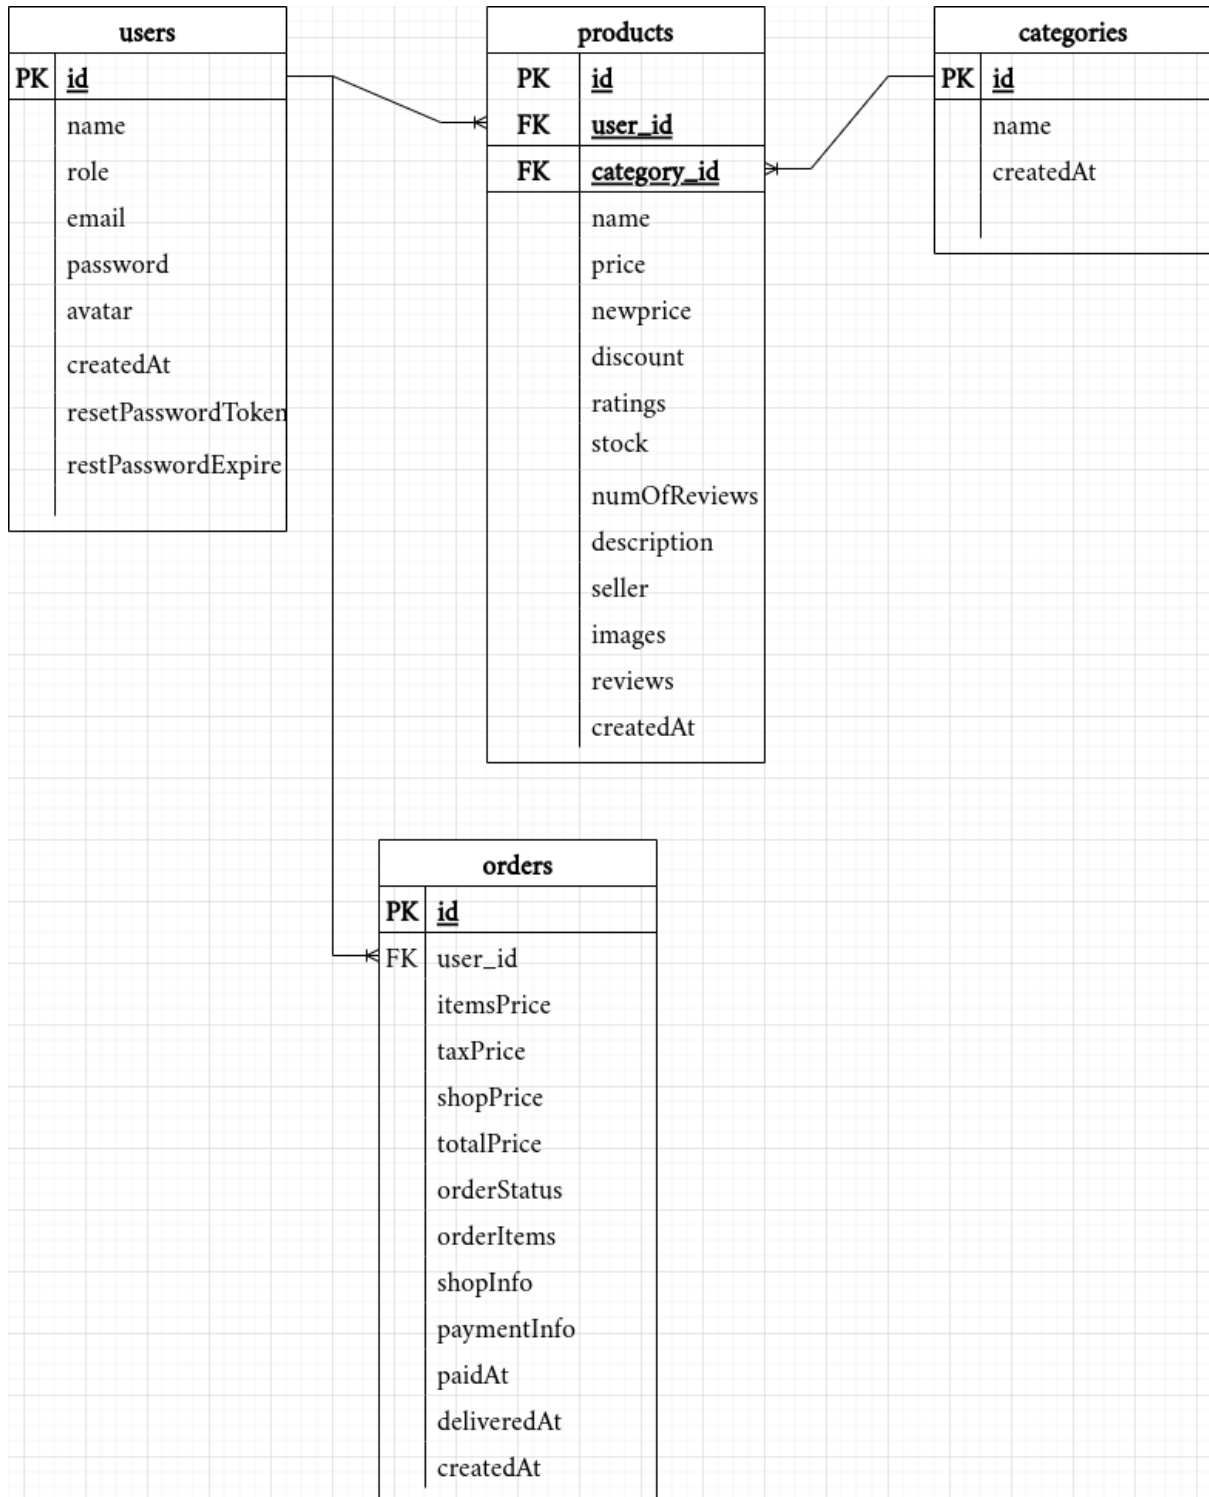 users
PK id
name
role
email
password
avatar
createdAt
resetPasswordToken
restPasswordExpire
products
PK id
FK user_id
FK category_id
name
price
newprice
discount
ratings
stock
numOfReviews
description
seller
images
reviews
createdAt
categories
PK id
name
createdAt
orders
PK id
FK user_id
itemsPrice
taxPrice
shopPrice
totalPrice
orderStatus
orderItems
shopInfo
paymentInfo
paidAt
deliveredAt
createdAt